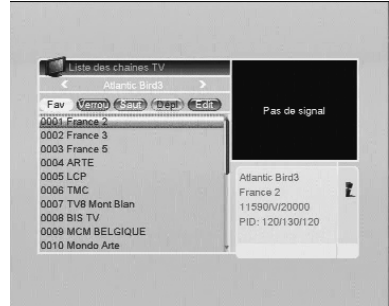 Liste des chaînes TV
Atlantic Bird3
Fav Verrou Saut Dépl Edit
0001 France 2
0002 France 3
0003 France 5
0004 ARTE
0005 LCP
0006 TMC
0007 TV8 Mont Blan
0008 BIS TV
0009 MCM BELGIQUE
0010 Mondo Arte
Pas de signal
Atlantic Bird3
France 2
11590/V/20000
PID: 120/130/120